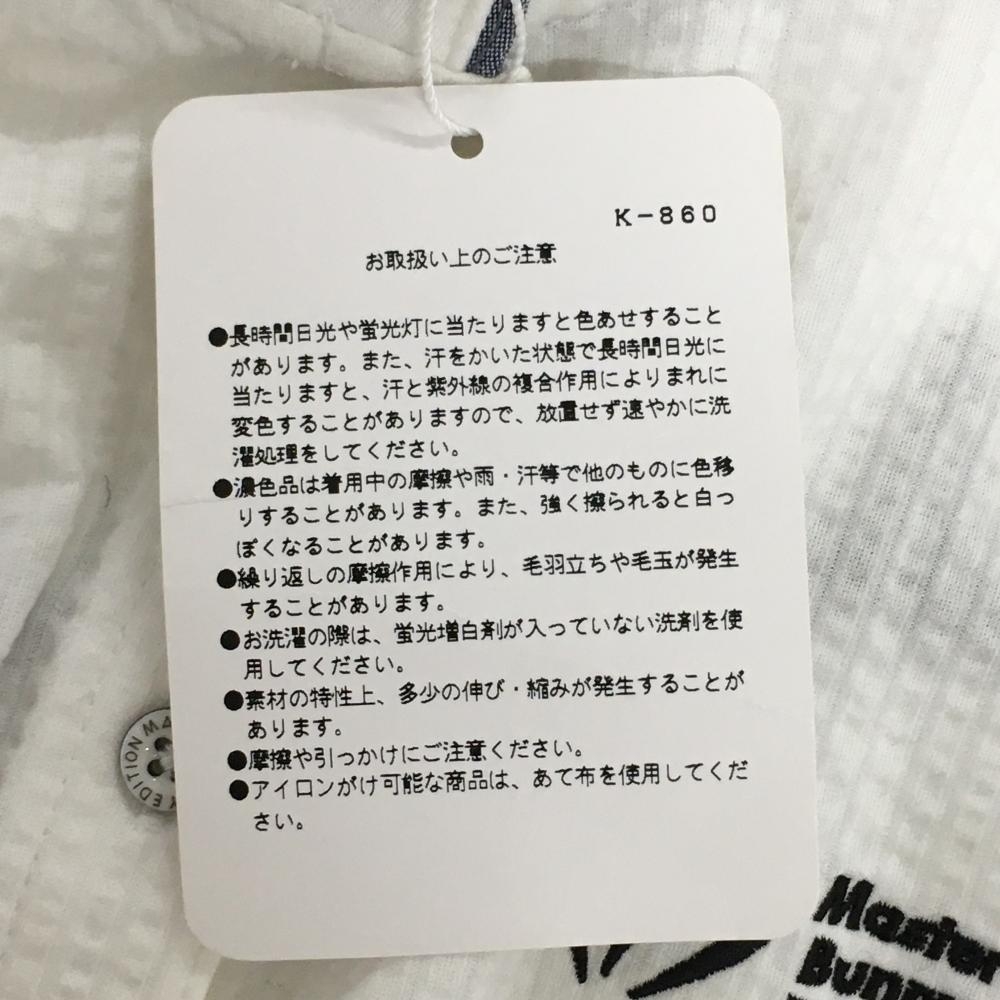 K-860
お取扱い上のご注意
●長時間日光や蛍光灯に当たりますと色あせすること
があります。また、汗をかいた状態で長時間日光に
当たりますと、汗と紫外線の複合作用によりまれに
変色することがありますので、放置せず速やかに洗
濯処理をしてください。
●濃色品は着用中の摩擦や雨・汗等で他のものに色移
りすることがあります。また、強く擦られると白っ
ぽくなることがあります。
●繰り返しの摩擦作用により、毛羽立ちや毛玉が発生
することがあります。
●お洗濯の際は、蛍光増白剤が入っていない洗剤を使
用してください。
●素材の特性上、多少の伸び・縮みが発生することが
あります。
●摩擦や引っかけにご注意ください。
●アイロンがけ可能な商品は、あて布を使用してくだ
さい。
EDITION
Master